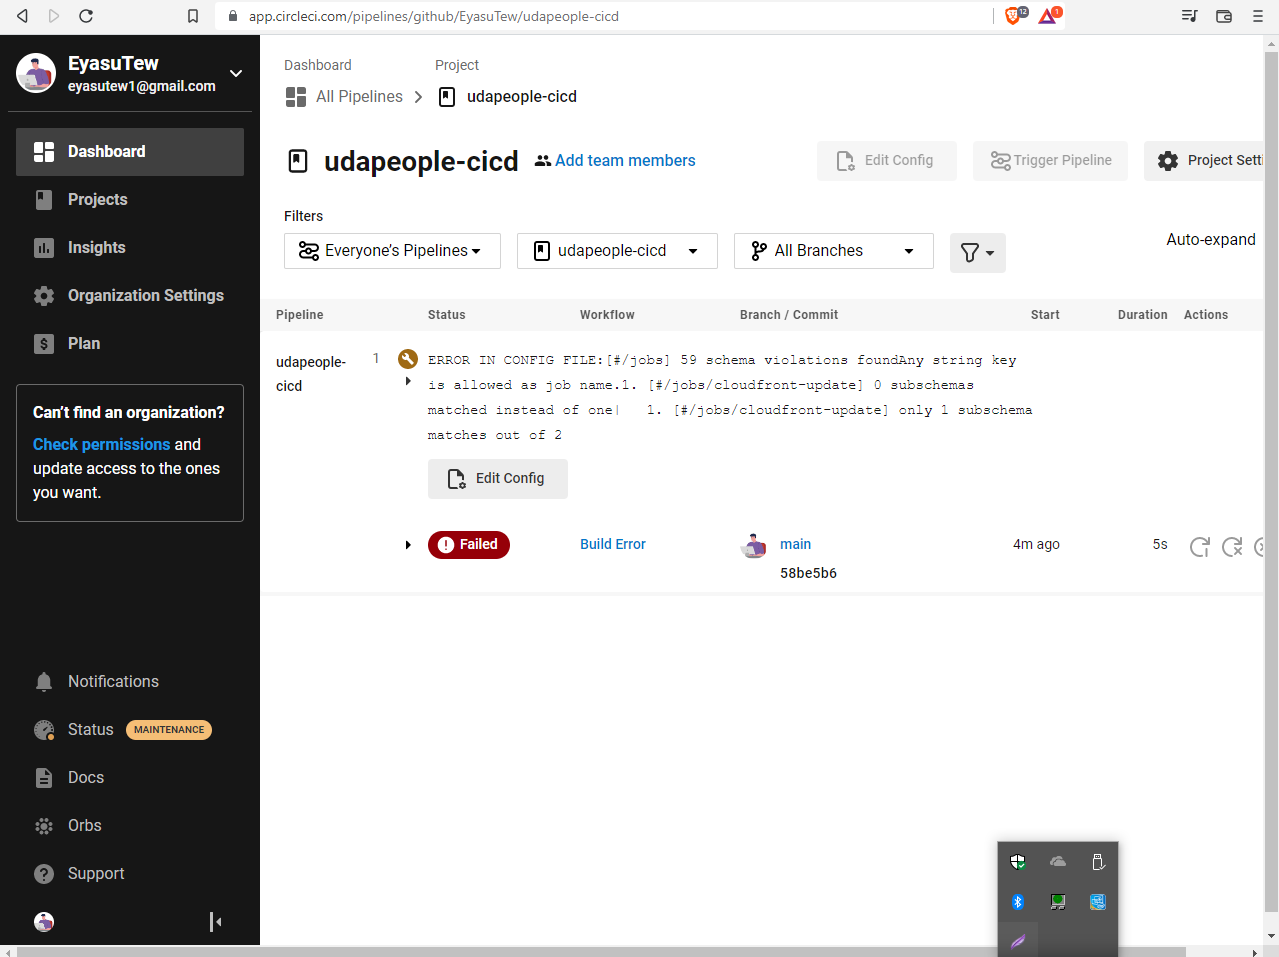 app.circleci.com/pipelines/github/EyasuTew/udapeople-cicd
12
1
EyasuTew
eyasutew1@gmail.com
Dashboard
Projects
Insights
Organization Settings
Plan
Can't find an organization?
Check permissions and
update access to the ones
you want.
Notifications
Status MAINTENANCE
Docs
Orbs
Support
Dashboard Project
All Pipelines udapeople-cicd
udapeople-cicd Add team members Edit Config Trigger Pipeline Project Setti
Filters
Everyone's Pipelines udapeople-cicd All Branches Auto-expand
Pipeline Status Workflow Branch / Commit Start Duration Actions
udapeople-
cicd
1
ERROR IN CONFIG FILE:[#/jobs] 59 schema violations foundAny string key
is allowed as job name.1. [#/jobs/cloudfront-update] 0 subschemas
matched instead of one|   1. [#/jobs/cloudfront-update] only 1 subschema
matches out of 2
Edit Config
Failed Build Error main 4m ago 5s
58be5b6